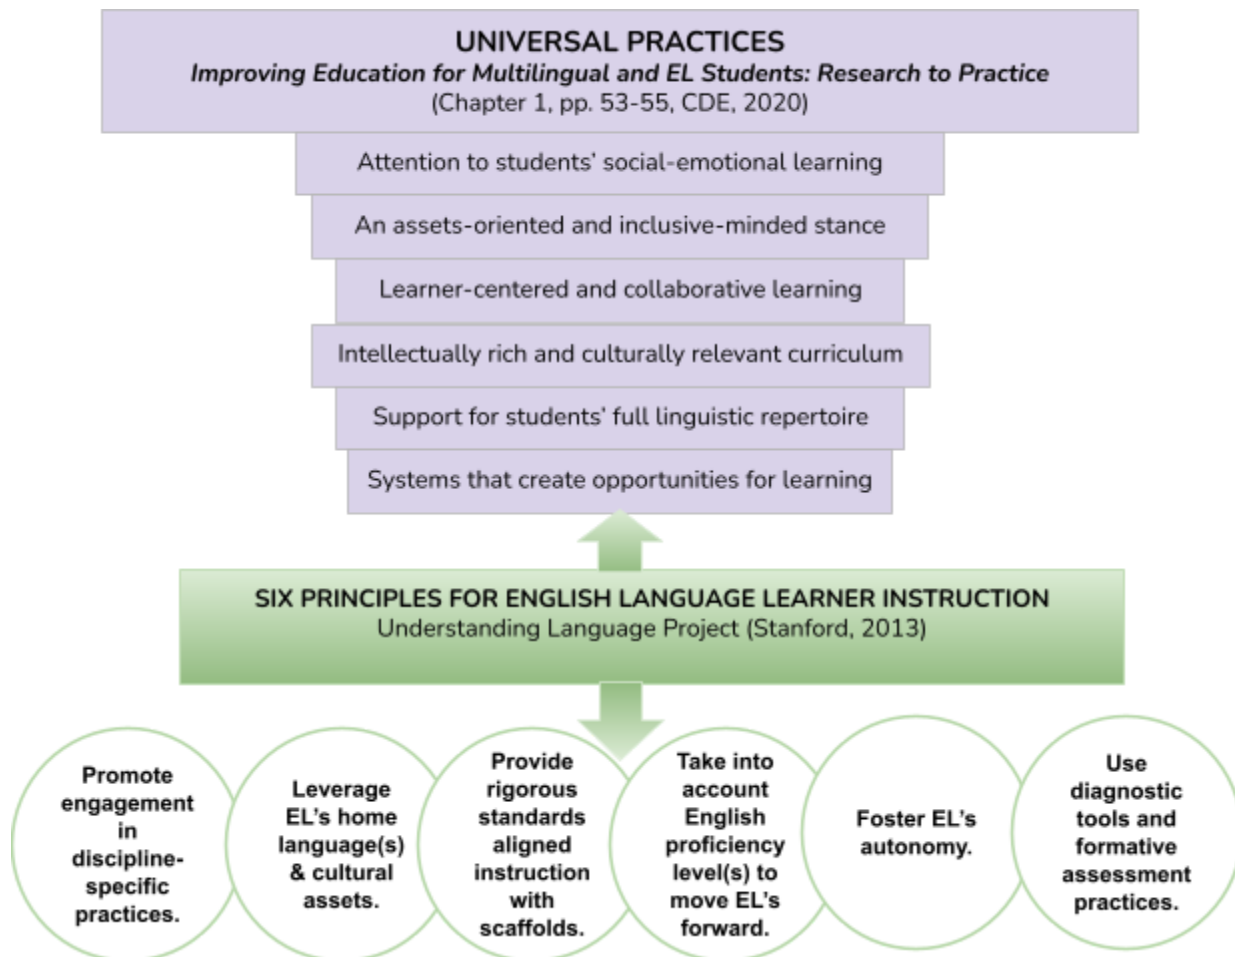 UNIVERSAL PRACTICES
Improving Education for Multilingual and EL Students: Research to Practice
(Chapter 1, pp. 53-55, CDE, 2020)
Attention to students’ social-emotional learning
An assets-oriented and inclusive-minded stance
Learner-centered and collaborative learning
Intellectually rich and culturally relevant curriculum
Support for students’ full linguistic repertoire
Systems that create opportunities for learning
SIX PRINCIPLES FOR ENGLISH LANGUAGE LEARNER INSTRUCTION
Understanding Language Project (Stanford, 2013)
Promote
engagement
in
discipline-
specific
practices.
Leverage
EL’s home
language(s)
& cultural
assets.
Provide
rigorous
standards
aligned
instruction
with
scaffolds.
Take into
account
English
proficiency
level(s) to
move EL’s
forward.
Foster EL’s
autonomy.
Use
diagnostic
tools and
formative
assessment
practices.